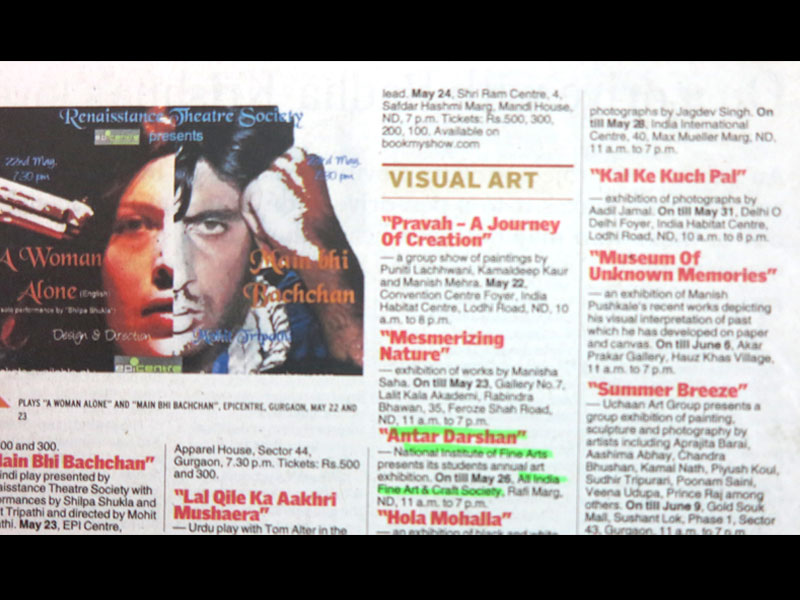 Renaisstance Theatre Society
epicentre presents
22nd May,
7.30 pm
23rd May,
7.30 pm
A Woman
Alone (English)
solo performance by "Shilpa Shukla"
Main bhi
Bachchan
Design & Direction
Mohit Tripathi
epicentre
PLAYS "A WOMAN ALONE" AND "MAIN BHI BACHCHAN", EPICENTRE, GURGAON, MAY 22 AND
23
00 and 300.
Main Bhi Bachchan"
indi play presented by
aisstance Theatre Society with
ormances by Shilpa Shukla and
t Tripathi and directed by Mohit
athi. May 23, EPI Centre,
Apparel House, Sector 44,
Gurgaon, 7.30 p.m. Tickets: Rs.500
and 300.
"Lal Qile Ka Aakhri
Mushaera"
— Urdu play with Tom Alter in the
lead. May 24, Shri Ram Centre, 4,
Safdar Hashmi Marg, Mandi House,
ND, 7 p.m. Tickets: Rs.500, 300,
200, 100. Available on
bookmyshow.com
VISUAL ART
"Pravah – A Journey
Of Creation"
— a group show of paintings by
Puniti Lachhwani, Kamaldeep Kaur
and Manish Mehra. May 22,
Convention Centre Foyer, India
Habitat Centre, Lodhi Road, ND, 10
a.m. to 8 p.m.
"Mesmerizing
Nature"
— exhibition of works by Maniisha
Saha. On till May 23, Gallery No.7,
Lalit Kala Akademi, Rabindra
Bhawan, 35, Feroze Shah Road,
ND, 11 a.m. to 7 p.m.
"Antar Darshan"
— National Institute of Fine Arts
presents its students annual art
exhibition. On till May 26, All India
Fine Art & Craft Society, Rafi Marg,
ND, 11 a.m. to 7 p.m.
"Hola Mohalla"
— an exhibition of black and white
photographs by Jagdev Singh. On
till May 28, India International
Centre, 40, Max Mueller Marg, ND,
11 a.m. to 7 p.m.
"Kal Ke Kuch Pal"
— exhibition of photographs by
Aadil Jamal. On till May 31, Delhi O
Delhi Foyer, India Habitat Centre,
Lodhi Road, ND, 10 a.m. to 8 p.m.
"Museum Of
Unknown Memories"
— an exhibition of Manish
Pushkale's recent works depicting
his visual interpretation of past
which he has developed on paper
and canvas. On till June 6, Akar
Prakar Gallery, Hauz Khas Village,
11 a.m. to 7 p.m.
"Summer Breeze"
— Uchaan Art Group presents a
group exhibition of painting,
sculpture and photography by
artists including Aprajita Barai,
Aashima Abhay, Chandra
Bhushan, Kamal Nath, Piyush Koul,
Sudhir Tripurari, Poonam Saini,
Veena Udupa, Prince Raj among
others. On till June 9, Gold Souk
Mall, Sushant Lok, Phase 1, Sector
43, Gurgaon, 11 a.m. to 7 p.m.